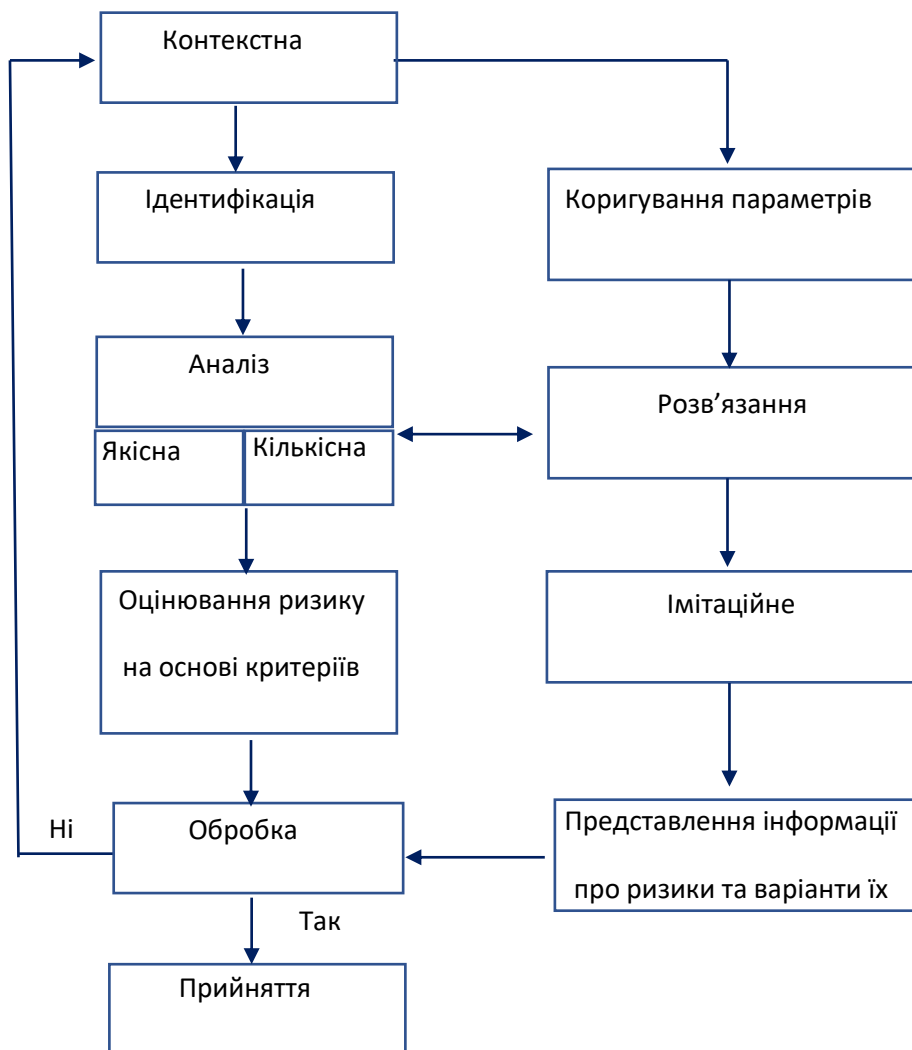 Контекстна
Ідентифікація
Коригування параметрів
Аналіз
Розв’язання
Якісна
Кількісна
Оцінювання ризику
на основі критеріїв
Імітаційне
Ні
Обробка
Представлення інформації
про ризики та варіанти їх
Так
Прийняття